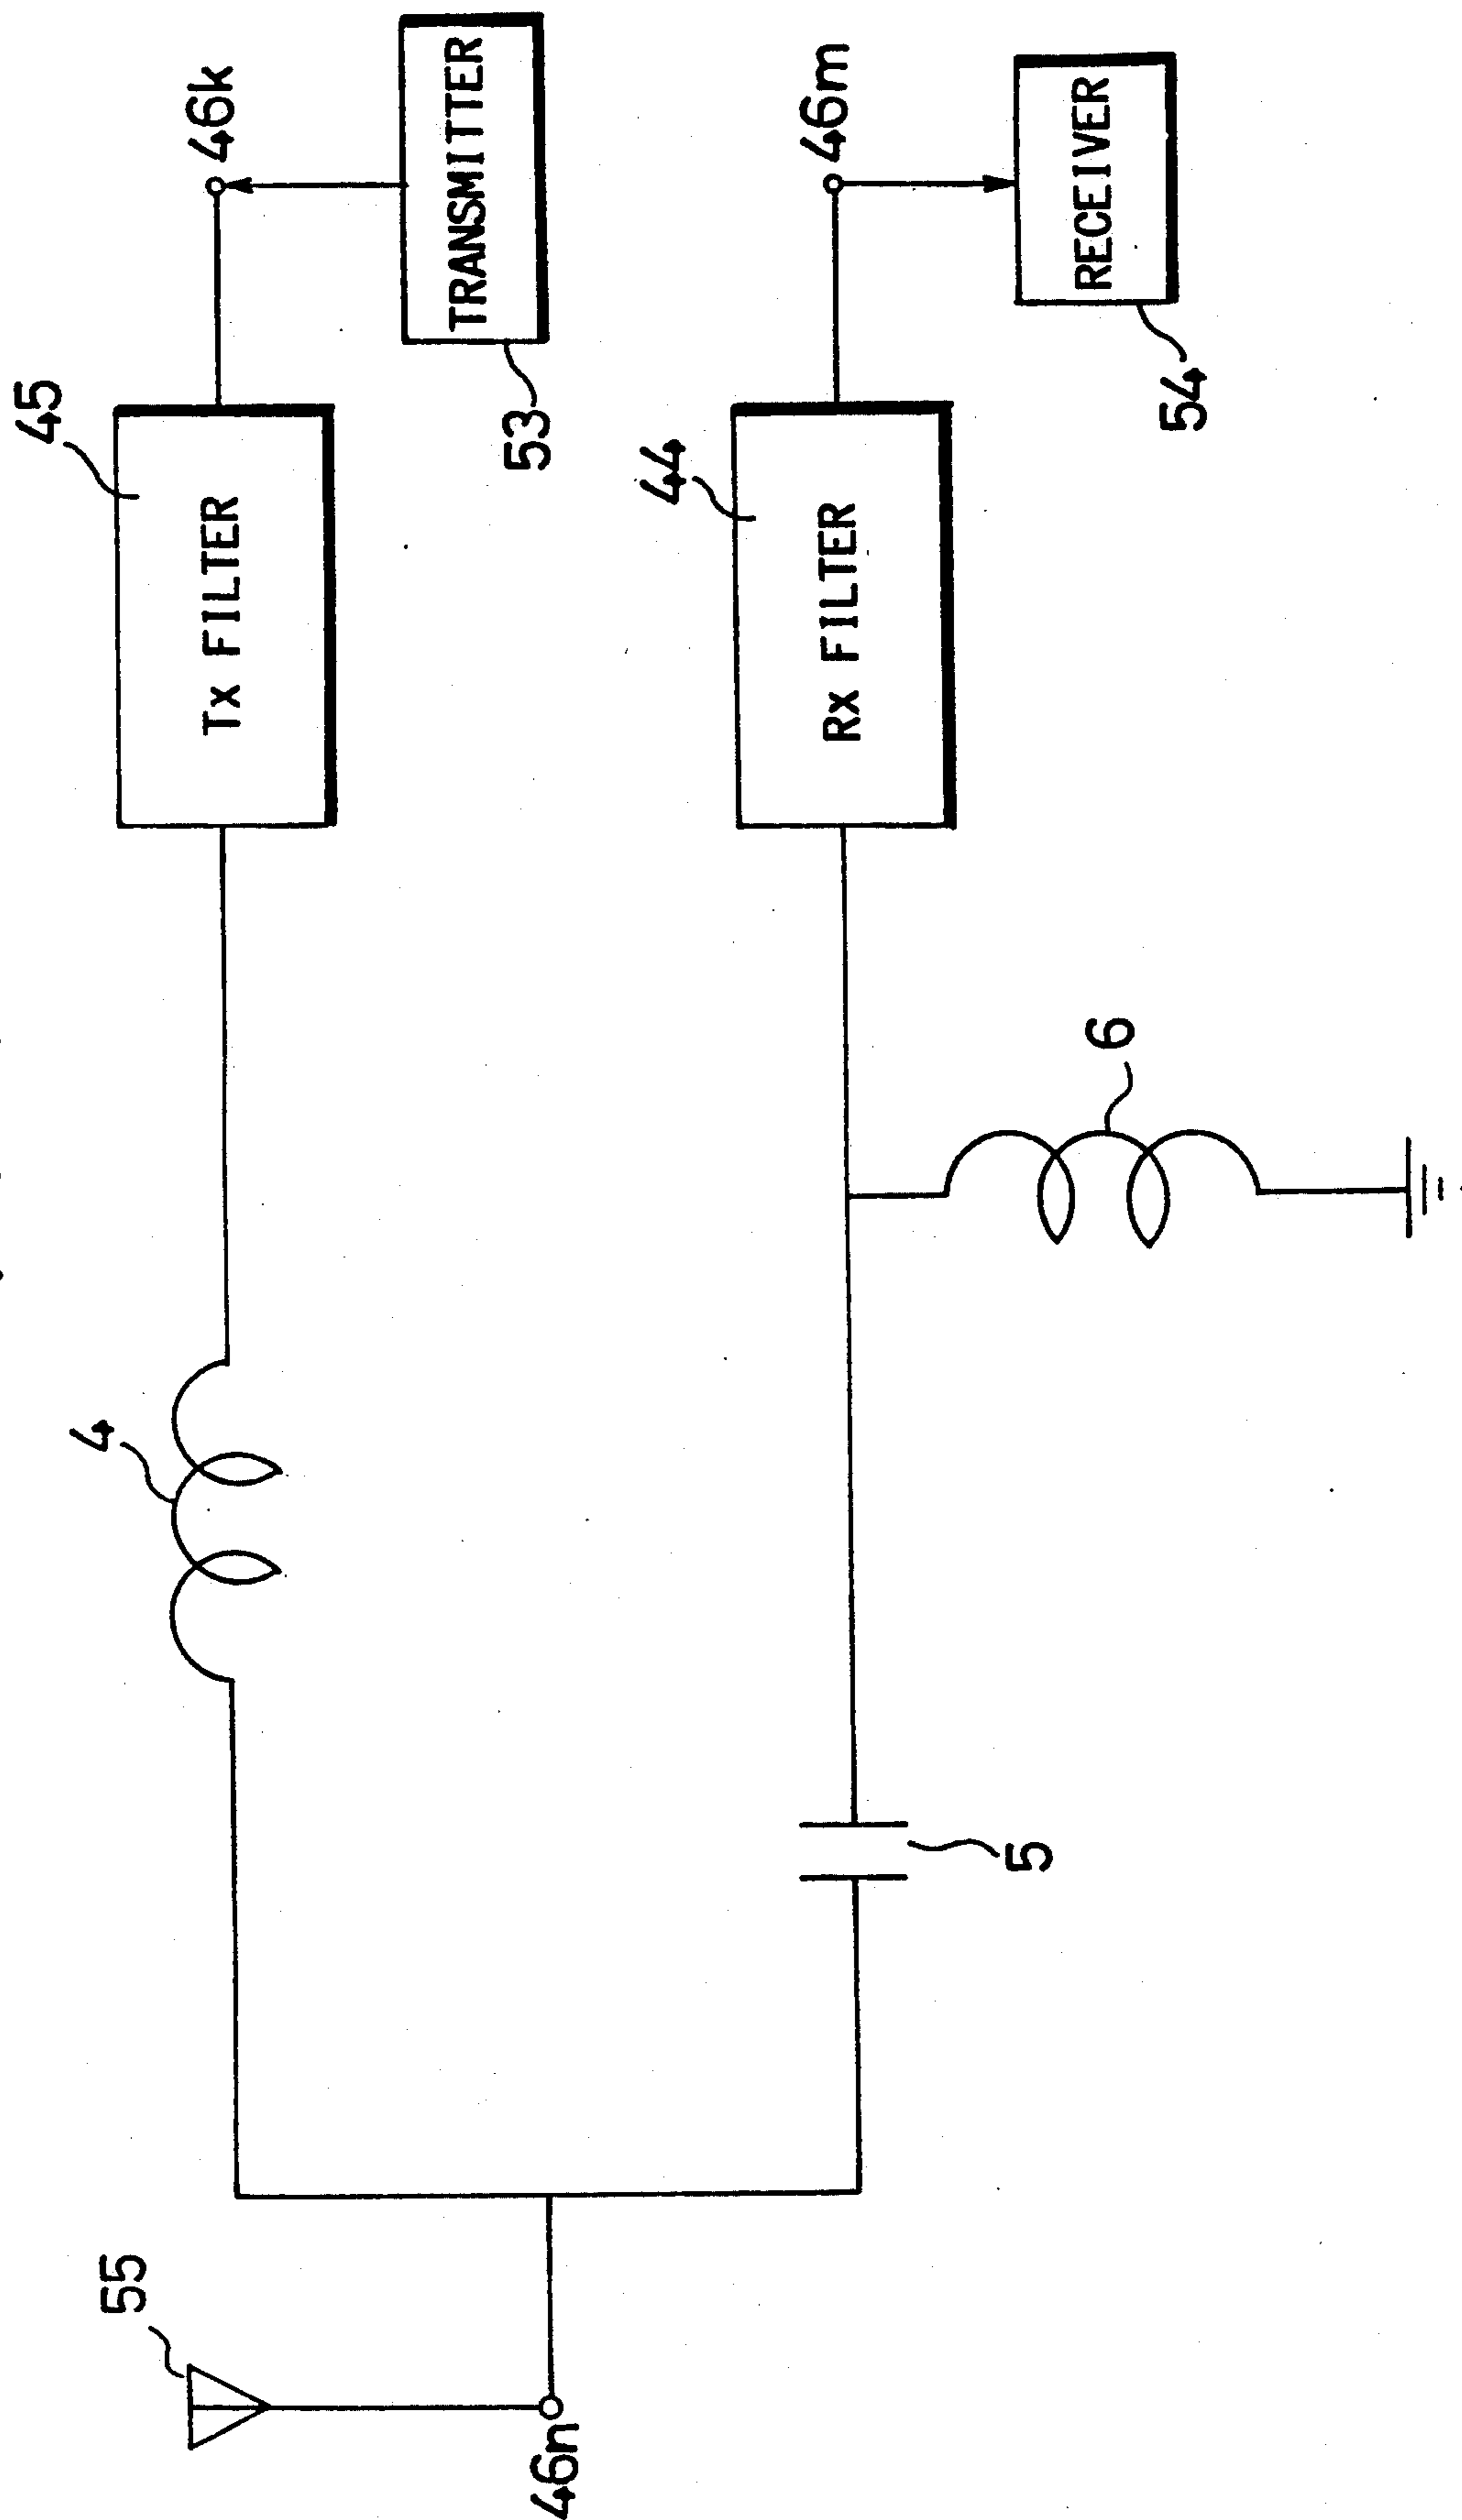 55
46n
4
45
Tx FILTER
46k
TRANSMITTER
53
5
6
44
Rx FILTER
46m
RECEIVER
54